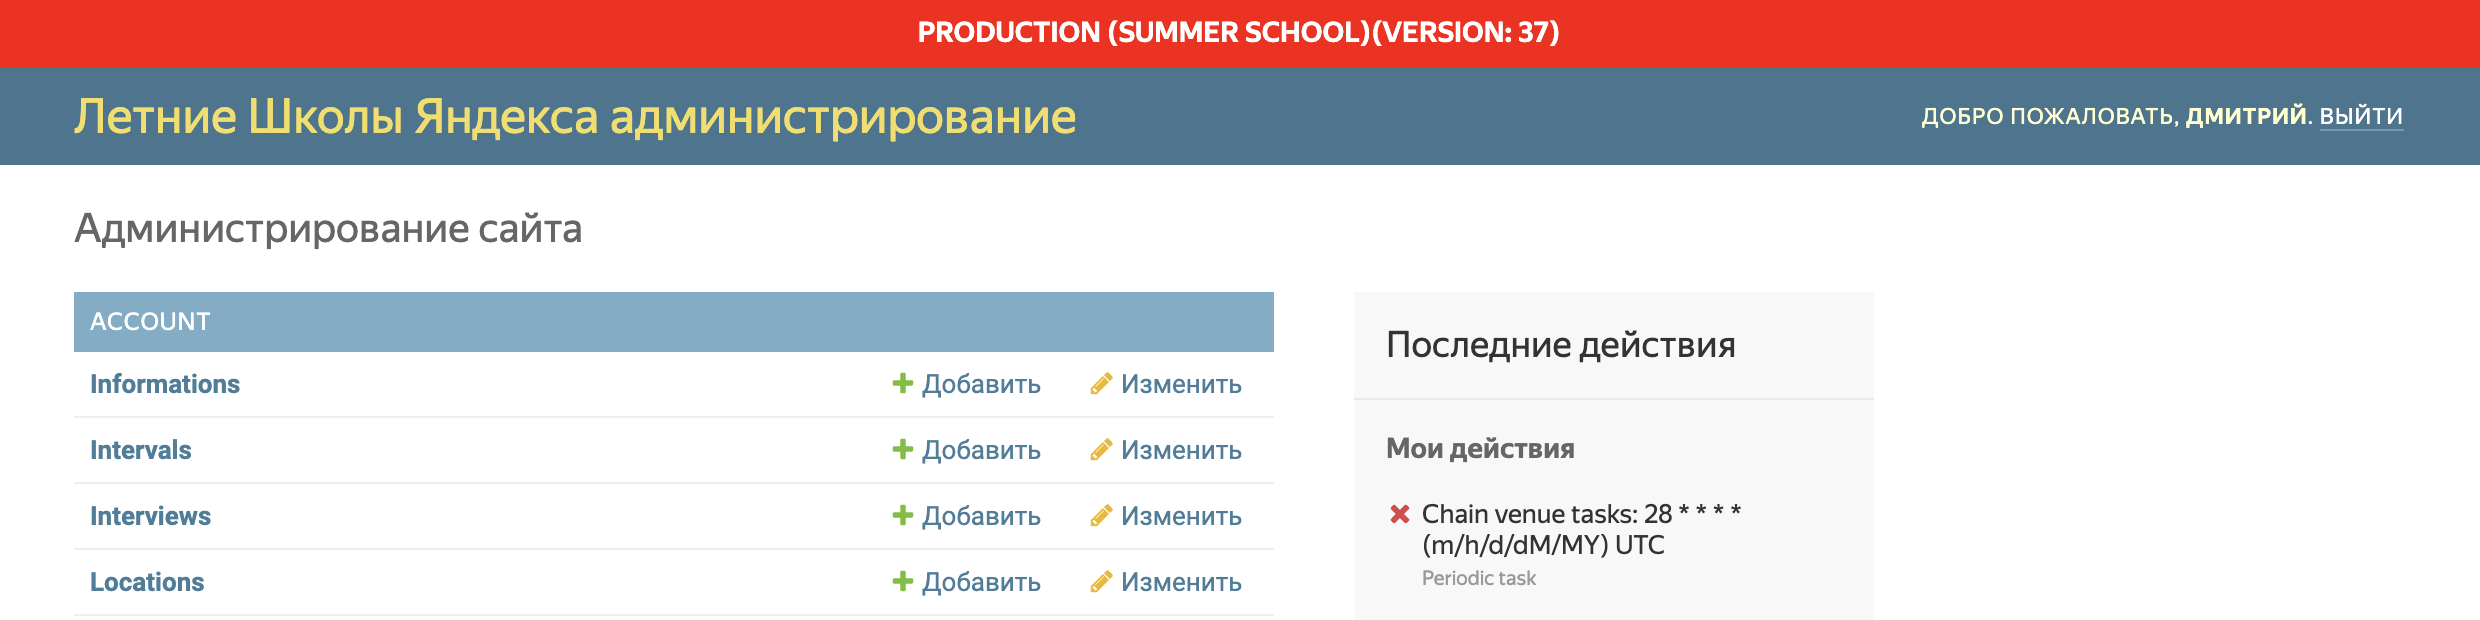 PRODUCTION (SUMMER SCHOOL)(VERSION: 37)
Летние Школы Яндекса администрирование
ДОБРО ПОЖАЛОВАТЬ, ДМИТРИЙ. ВЫЙТИ
Администрирование сайта
ACCOUNT
Informations Добавить Изменить
Intervals Добавить Изменить
Interviews Добавить Изменить
Locations Добавить Изменить
Последние действия
Мои действия
Chain venue tasks: 28 * * * *
(m/h/d/dM/MY) UTC
Periodic task